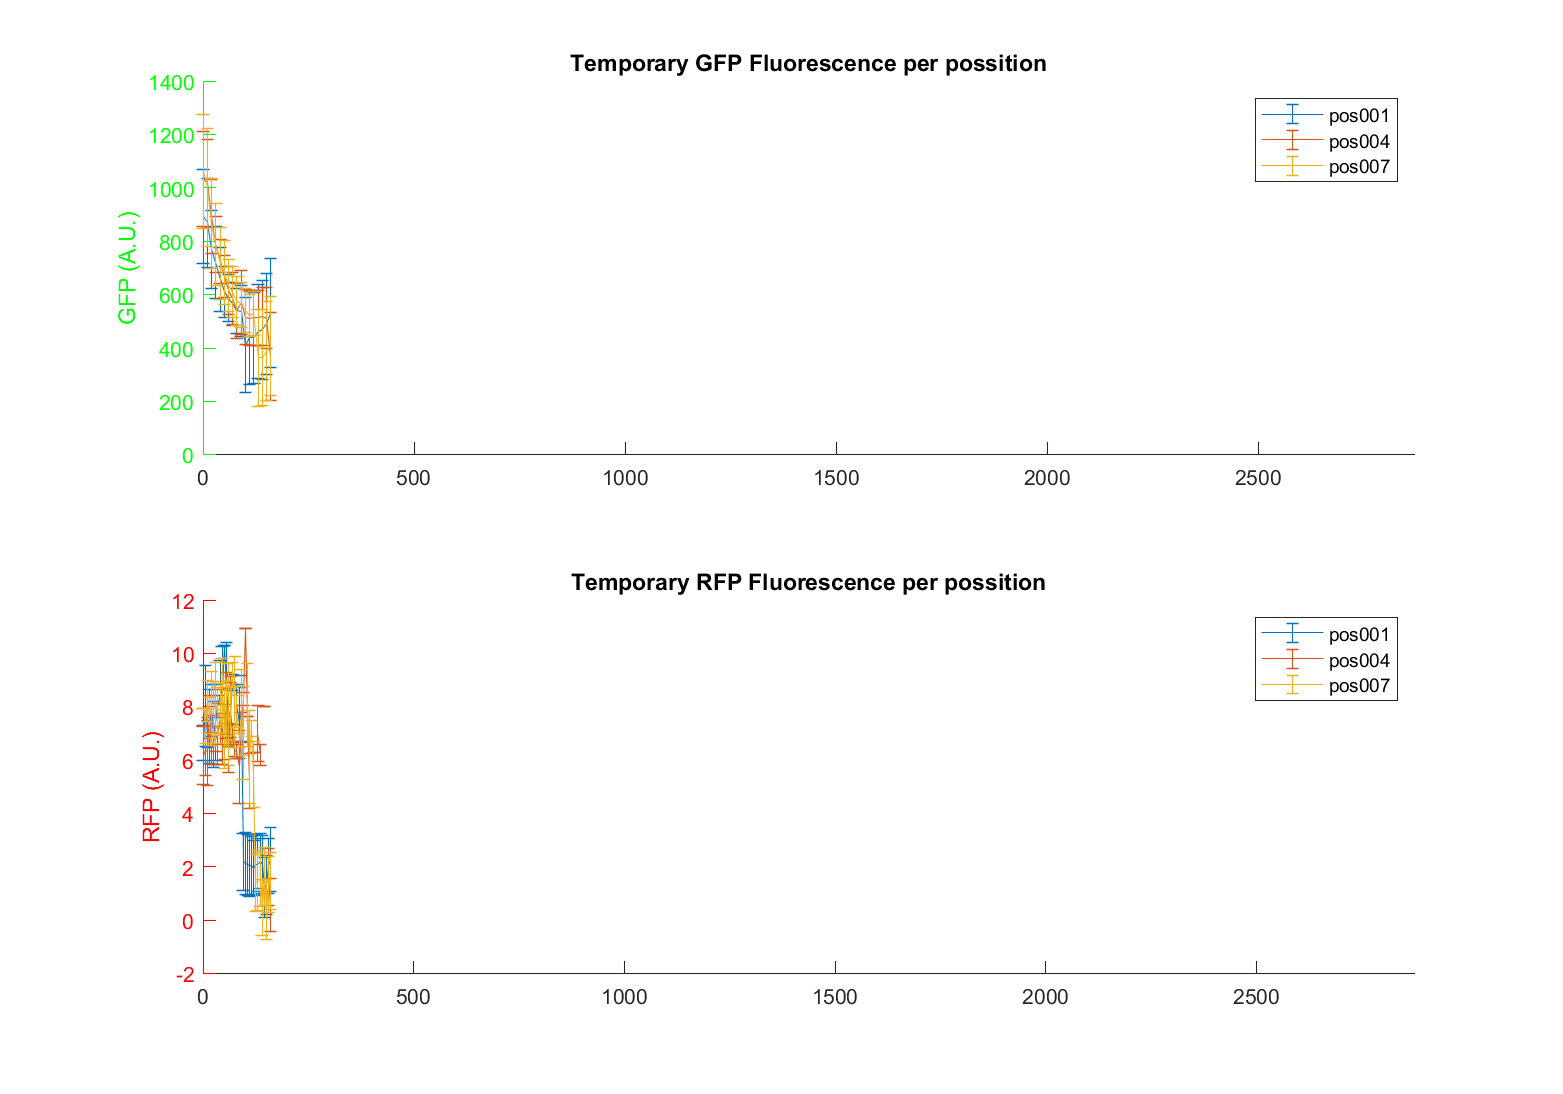 Temporary GFP Fluorescence per possition
1400
1200
1000
800
600
400
200
0
GFP (A.U.)
0 500 1000 1500 2000 2500
pos001
pos004
pos007
Temporary RFP Fluorescence per possition
12
10
8
6
4
2
0
-2
RFP (A.U.)
0 500 1000 1500 2000 2500
pos001
pos004
pos007